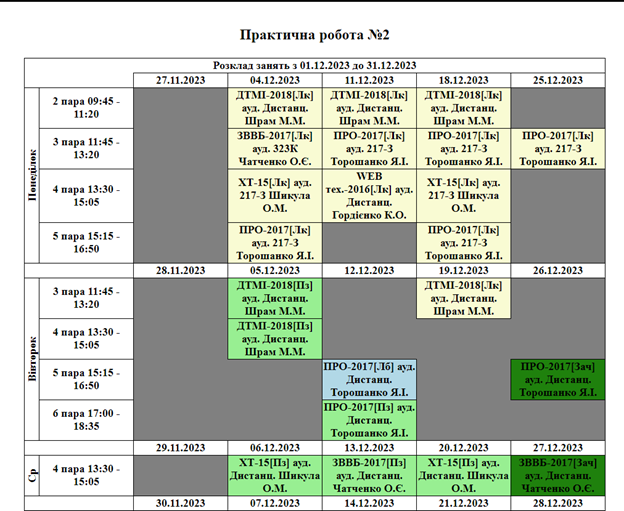 Практична робота №2
Розклад занять з 01.12.2023 до 31.12.2023
27.11.2023 04.12.2023 11.12.2023 18.12.2023 25.12.2023
Понеділок
2 пара 09:45 -
11:20
ДТМІ-2018[Лк]
ауд. Дистанц.
Шрам М.М.
ДТМІ-2018[Лк]
ауд. Дистанц.
Шрам М.М.
ДТМІ-2018[Лк]
ауд. Дистанц.
Шрам М.М.
3 пара 11:45 -
13:20
ЗВВБ-2017[Лк]
ауд. 323К
Чатченко О.Є.
ПРО-2017[Лк]
ауд. 217-З
Торошанко Я.І.
ПРО-2017[Лк]
ауд. 217-З
Торошанко Я.І.
ПРО-2017[Лк]
ауд. 217-З
Торошанко Я.І.
4 пара 13:30 -
15:05
ХТ-15[Лк] ауд.
217-З Шикула
О.М.
WEB
тех.-2016[Лк] ауд.
Дистанц.
Гордієнко К.О.
ХТ-15[Лк] ауд.
217-З Шикула
О.М.
5 пара 15:15 -
16:50
ПРО-2017[Лк]
ауд. 217-З
Торошанко Я.І.
ПРО-2017[Лк]
ауд. 217-З
Торошанко Я.І.
28.11.2023 05.12.2023 12.12.2023 19.12.2023 26.12.2023
Вівторок
3 пара 11:45 -
13:20
ДТМІ-2018[Пз]
ауд. Дистанц.
Шрам М.М.
ДТМІ-2018[Лк]
ауд. Дистанц.
Шрам М.М.
4 пара 13:30 -
15:05
ДТМІ-2018[Пз]
ауд. Дистанц.
Шрам М.М.
5 пара 15:15 -
16:50
ПРО-2017[Лб] ауд.
Дистанц.
Торошанко Я.І.
ПРО-2017[Зач]
ауд. Дистанц.
Торошанко Я.І.
6 пара 17:00 -
18:35
ПРО-2017[Пз] ауд.
Дистанц.
Торошанко Я.І.
29.11.2023 06.12.2023 13.12.2023 20.12.2023 27.12.2023
Ср
4 пара 13:30 -
15:05
ХТ-15[Пз] ауд.
Дистанц. Шикула
О.М.
ЗВВБ-2017[Пз]
ауд. Дистанц.
Чатченко О.Є.
ХТ-15[Пз] ауд.
Дистанц. Шикула
О.М.
ЗВВБ-2017[Зач]
ауд. Дистанц.
Чатченко О.Є.
30.11.2023 07.12.2023 14.12.2023 21.12.2023 28.12.2023